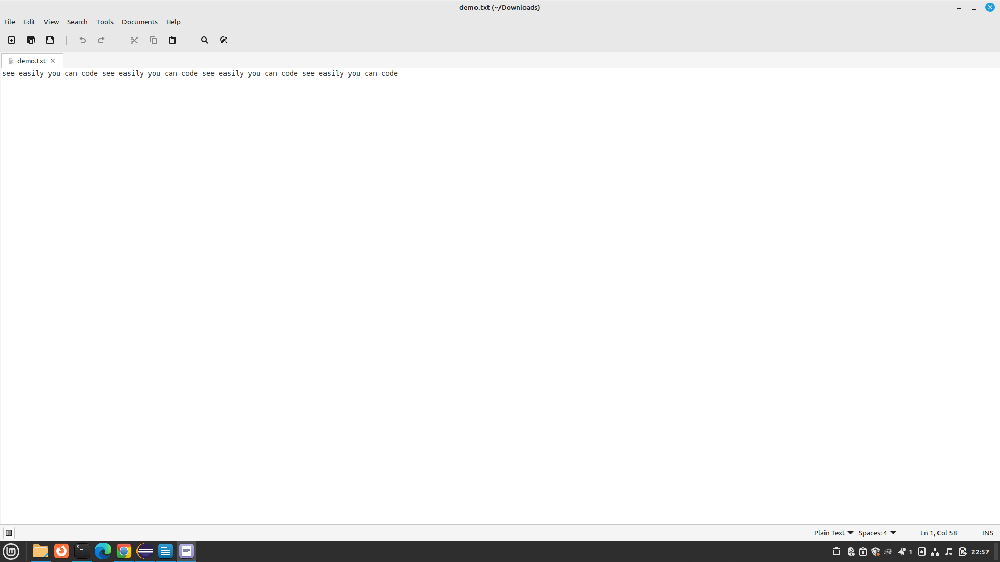 demo.txt (~/Downloads)
File Edit View Search Tools Documents Help
demo.txt
see easily you can code see easily you can code see easily you can code see easily you can code
Plain Text Spaces: 4 Ln 1, Col 58 INS
$_ lm intel 1 22:57